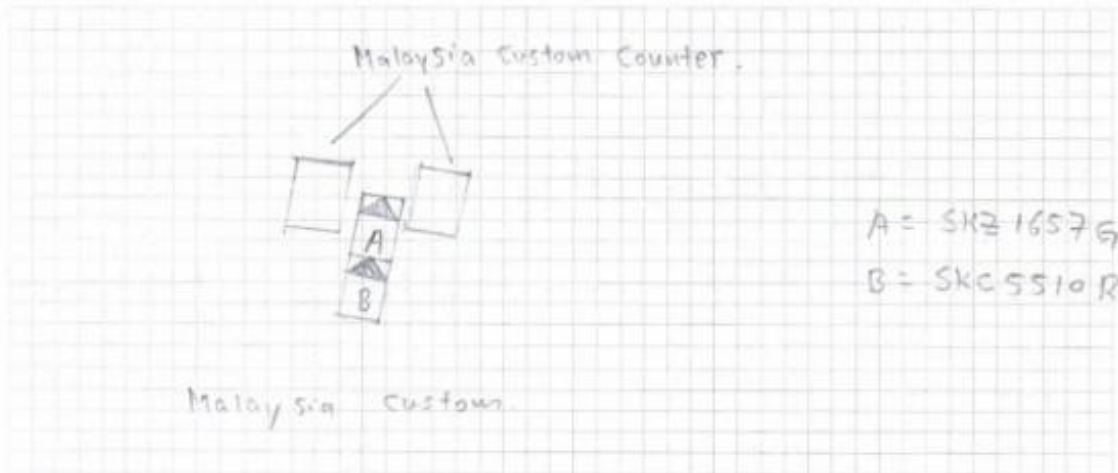 Malaysia Custom Counter.
A
B
A = SKZ 1657 G
B = SKC 5510 R
Malaysia Custom.